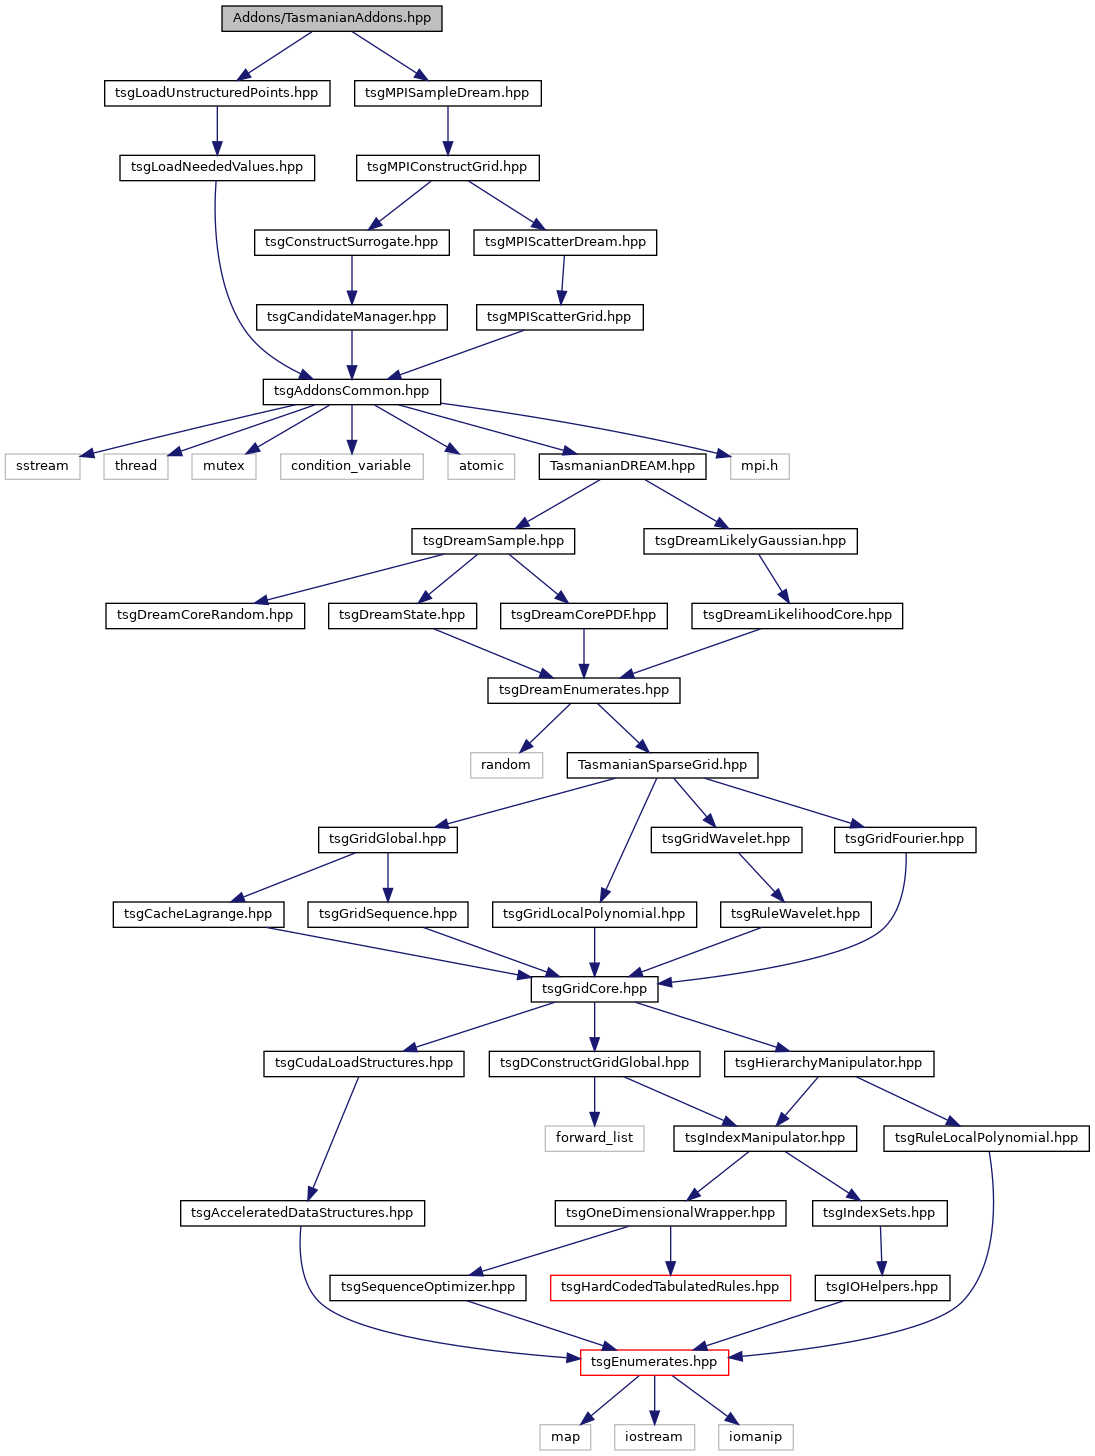 Addons/TasmanianAddons.hpp
tsgLoadUnstructuredPoints.hpp
tsgMPISampleDream.hpp
tsgLoadNeededValues.hpp
tsgMPIConstructGrid.hpp
tsgConstructSurrogate.hpp
tsgMPIScatterDream.hpp
tsgCandidateManager.hpp
tsgMPIScatterGrid.hpp
tsgAddonsCommon.hpp
sstream
thread
mutex
condition_variable
atomic
TasmanianDREAM.hpp
mpi.h
tsgDreamSample.hpp
tsgDreamLikelyGaussian.hpp
tsgDreamCoreRandom.hpp
tsgDreamState.hpp
tsgDreamCorePDF.hpp
tsgDreamLikelihoodCore.hpp
tsgDreamEnumerates.hpp
random
TasmanianSparseGrid.hpp
tsgGridGlobal.hpp
tsgGridWavelet.hpp
tsgGridFourier.hpp
tsgCacheLagrange.hpp
tsgGridSequence.hpp
tsgGridLocalPolynomial.hpp
tsgRuleWavelet.hpp
tsgGridCore.hpp
tsgCudaLoadStructures.hpp
tsgDConstructGridGlobal.hpp
tsgHierarchyManipulator.hpp
forward_list
tsgIndexManipulator.hpp
tsgRuleLocalPolynomial.hpp
tsgAcceleratedDataStructures.hpp
tsgOneDimensionalWrapper.hpp
tsgIndexSets.hpp
tsgSequenceOptimizer.hpp
tsgHardCodedTabulatedRules.hpp
tsgIOHelpers.hpp
tsgEnumerates.hpp
map
iostream
iomanip